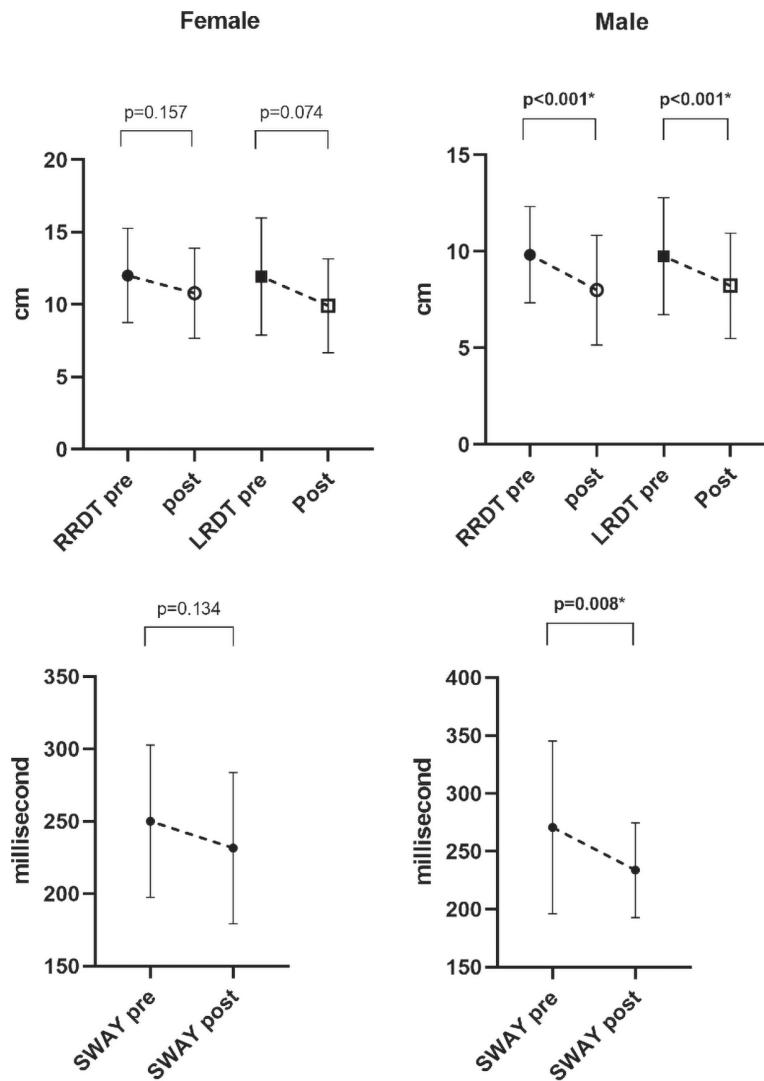 Female
p=0.157 p=0.074
20
15
10
5
0
cm
RRDT pre
post
LRDT pre
Post
Male
p<0.001* p<0.001*
15
10
5
0
cm
RRDT pre
post
LRDT pre
Post
p=0.134
350
300
250
200
150
millisecond
SWAY pre
SWAY post
p=0.008*
400
350
300
250
200
150
millisecond
SWAY pre
SWAY post